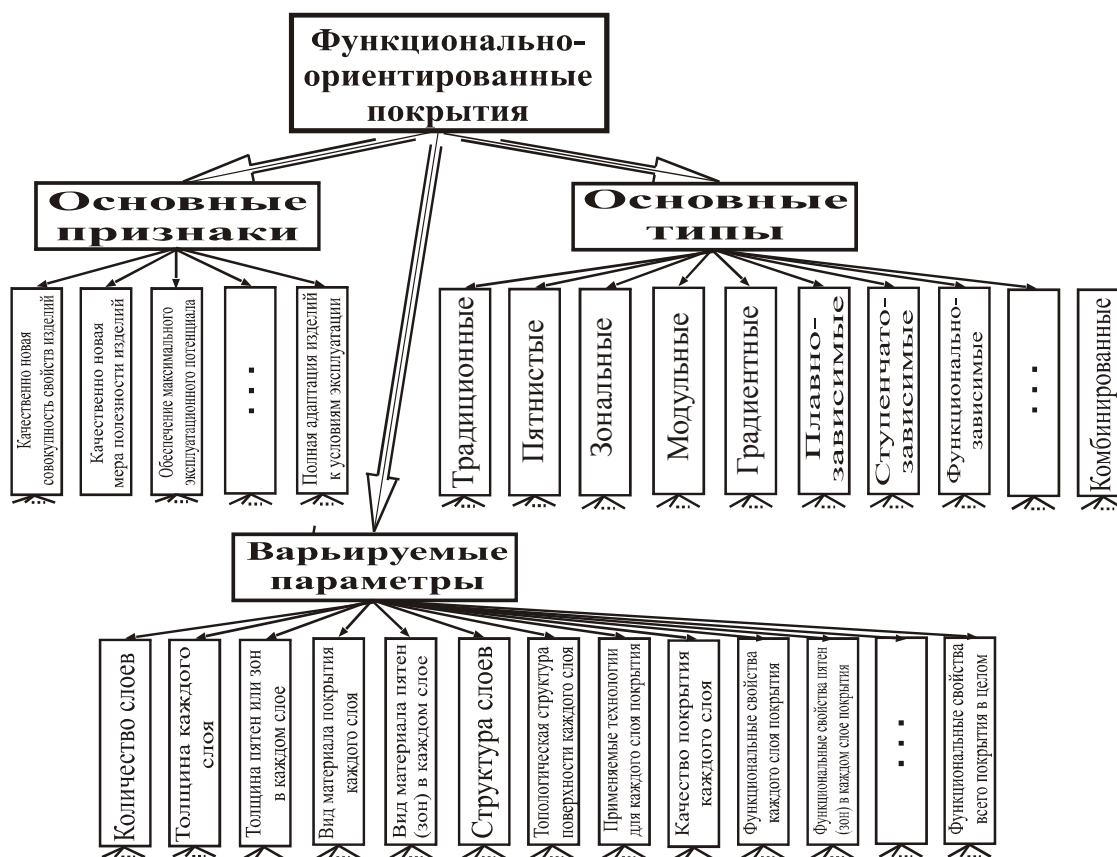 Функционально-
ориентированные
покрытия
Основные
признаки
Основные
типы
Качественно новая
совокупность свойств изделий
Качественно новая
мера полезности изделий
Обеспечение максимального
эксплуатационного потенциала
...
Полная адаптация изделий
к условиям эксплуатации
Традиционные
Пятнистые
Зональные
Модульные
Градиентные
Плавно-
зависимые
Ступенчато-
зависимые
Функционально-
зависимые
...
Комбинированные
Варьируемые
параметры
Количество слоев
Толщина каждого
слоя
Толщина пятен или зон
в каждом слое
Вид материала покрытия
каждого слоя
Вид материала пятен
(зон) в каждом слое
Структура слоев
Топологическая структура
поверхности каждого слоя
Применяемые технологии
для каждого слоя покрытия
Качество покрытия
каждого слоя
Функциональные свойства
каждого слоя покрытия
Функциональные свойства пятен
(зон) в каждом слое покрытия
...
Функциональные свойства
всего покрытия в целом